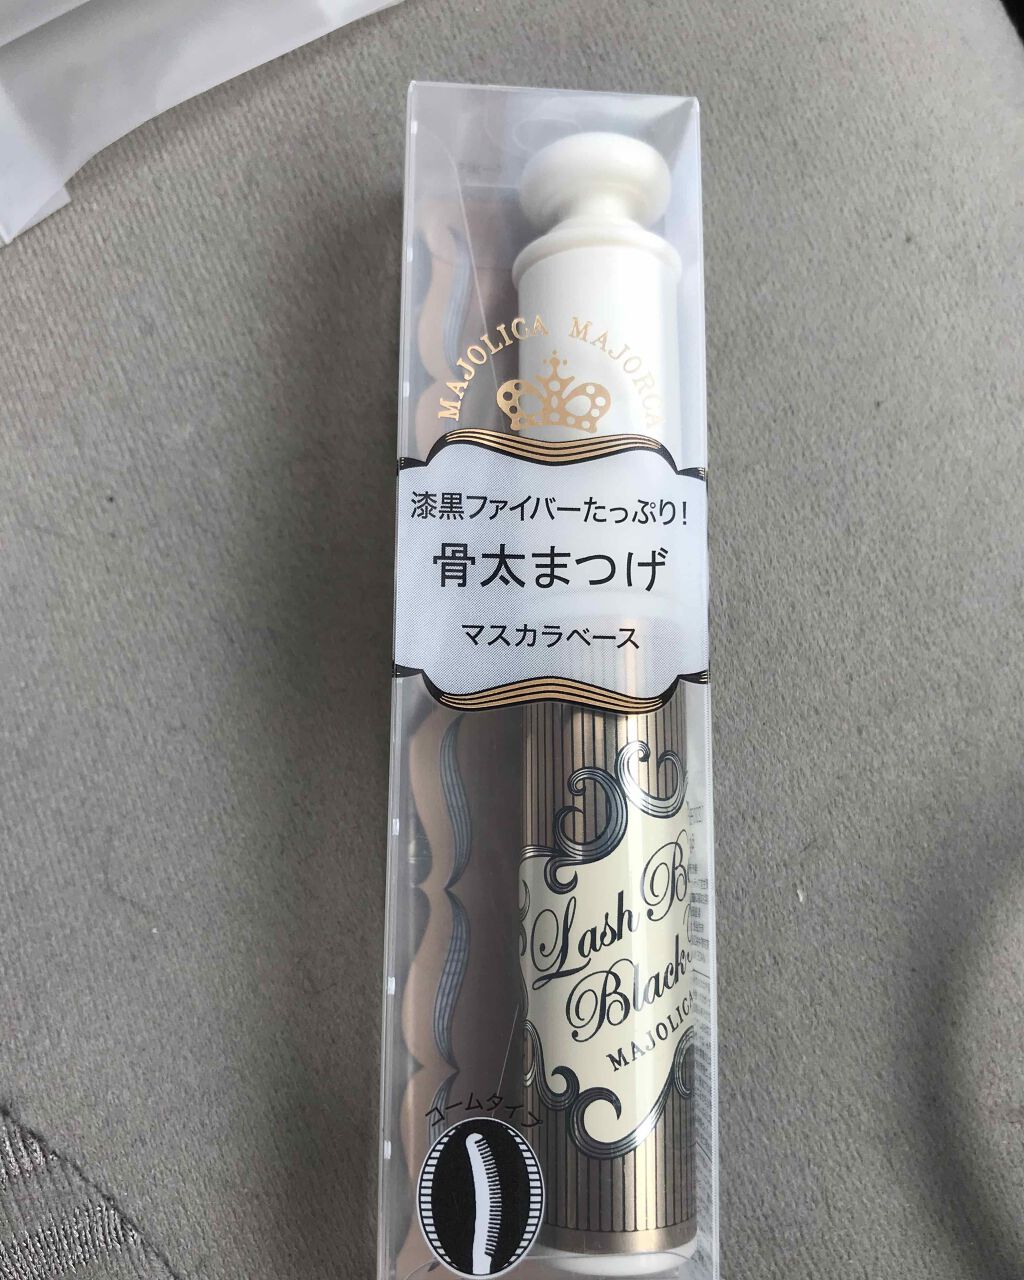 MAJOLICA MAJORCA
漆黒ファイバーたっぷり!
骨太まつげ
マスカラベース
Lash
Black
MAJOLICA
コームタイプ